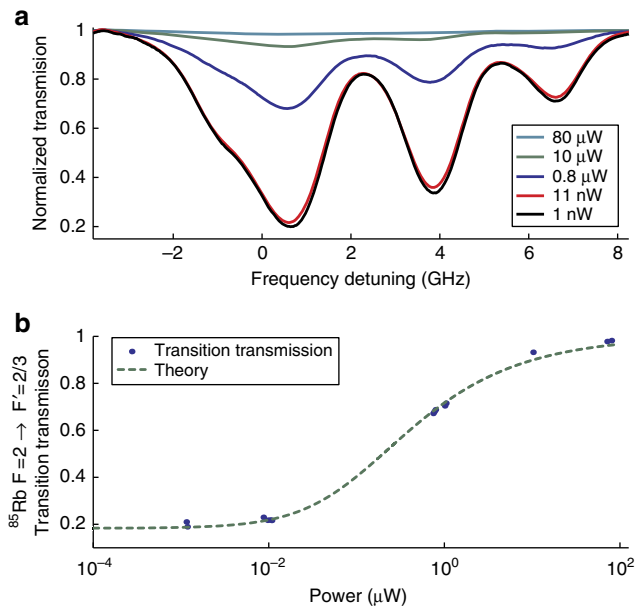 a
Normalized transmision
1
0.8
0.6
0.4
0.2
80 μW
10 μW
0.8 μW
11 nW
1 nW
−2 0 2 4 6 8
Frequency detuning (GHz)
b
⁸⁵Rb F=2 → F′=2/3
Transition transmisson
1
0.8
0.6
0.4
0.2
Transition transmission
Theory
10⁻⁴ 10⁻² 10⁰ 10²
Power (μW)